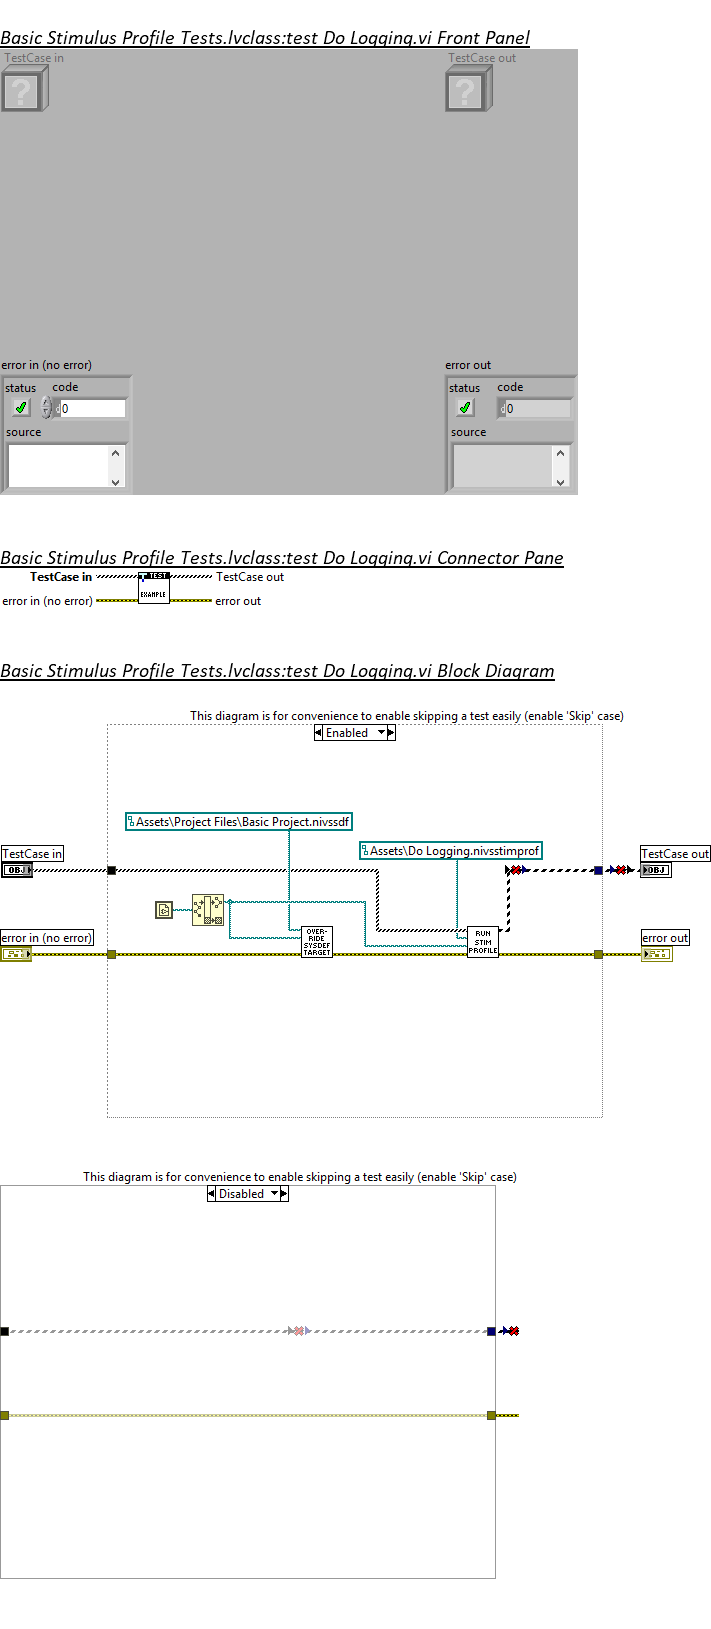 Basic Stimulus Profile Tests.lvclass:test Do Logging.vi Front Panel
TestCase in
TestCase out
?
?
error in (no error)
error out
status
code
status
code
d
0
d
0
source
source
Basic Stimulus Profile Tests.lvclass:test Do Logging.vi Connector Pane
TestCase in
TEST
TestCase out
error in (no error)
EXAMPLE
error out
Basic Stimulus Profile Tests.lvclass:test Do Logging.vi Block Diagram
This diagram is for convenience to enable skipping a test easily (enable 'Skip' case)
Enabled
Assets\Project Files\Basic Project.nivssdf
Assets\Do Logging.nivsstimprof
TestCase in
TestCase out
OBJ
OBJ
error in (no error)
error out
OVER-
RIDE
SYSDEF
TARGET
RUN
STIM
PROFILE
This diagram is for convenience to enable skipping a test easily (enable 'Skip' case)
Disabled